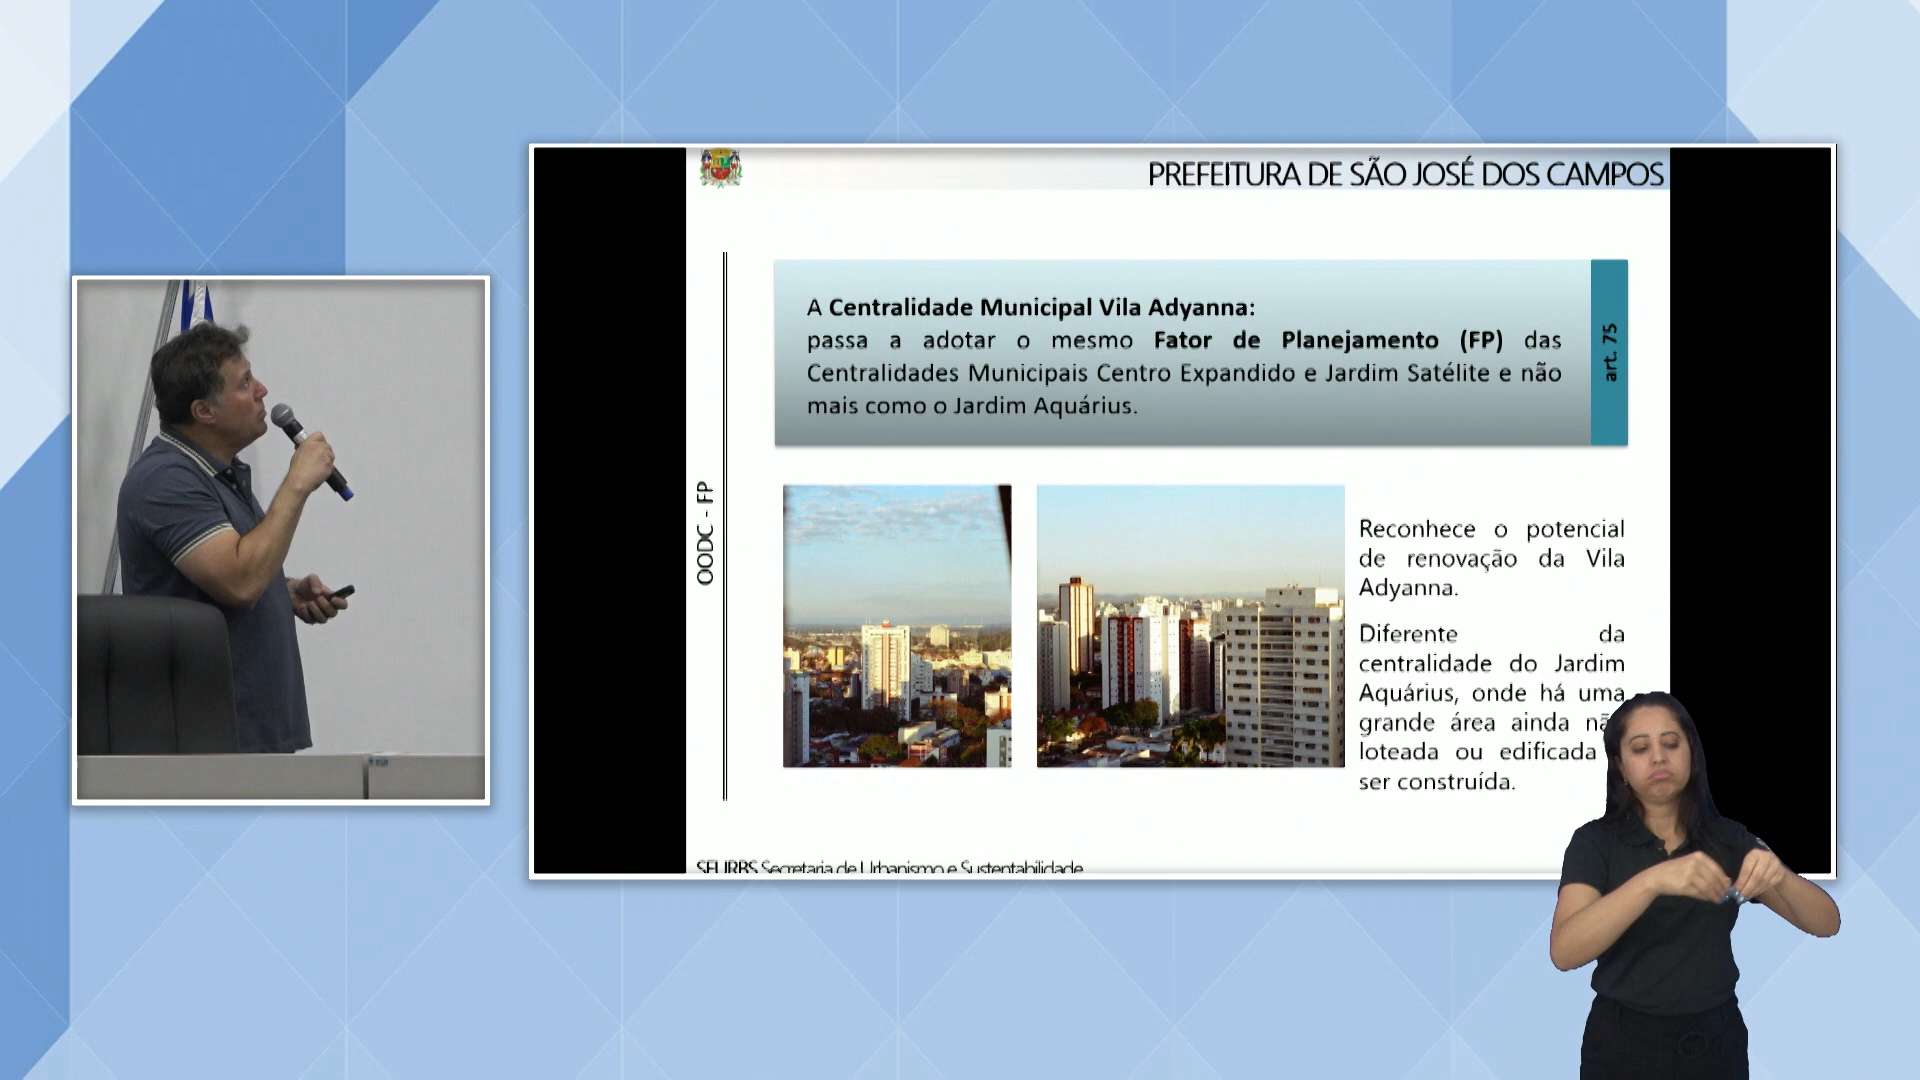 PREFEITURA DE SÃO JOSÉ DOS CAMPOS
A Centralidade Municipal Vila Adyanna:
passa a adotar o mesmo Fator de Planejamento (FP) das
Centralidades Municipais Centro Expandido e Jardim Satélite e não
mais como o Jardim Aquárius.
art. 75
OODC - FP
Reconhece o potencial
de renovação da Vila
Adyanna.
Diferente da
centralidade do Jardim
Aquárius, onde há uma
grande área ainda
loteada ou edificada
ser construída.
SEURBS Secretaria de Urbanismo e Sustentabilidade